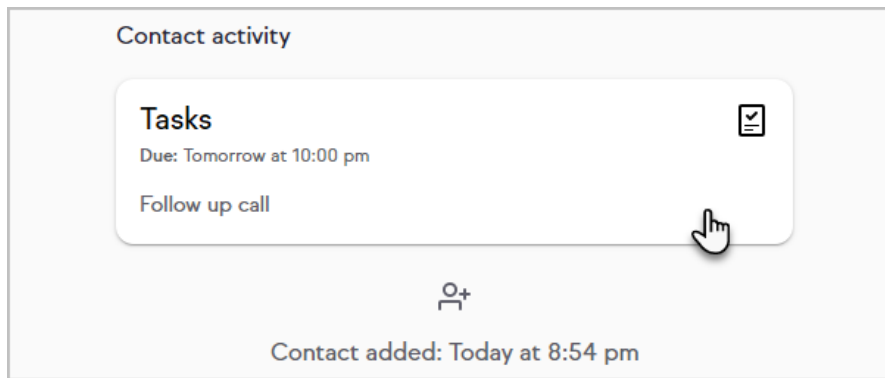 Contact activity
Tasks
Due: Tomorrow at 10:00 pm
Follow up call
Contact added: Today at 8:54 pm